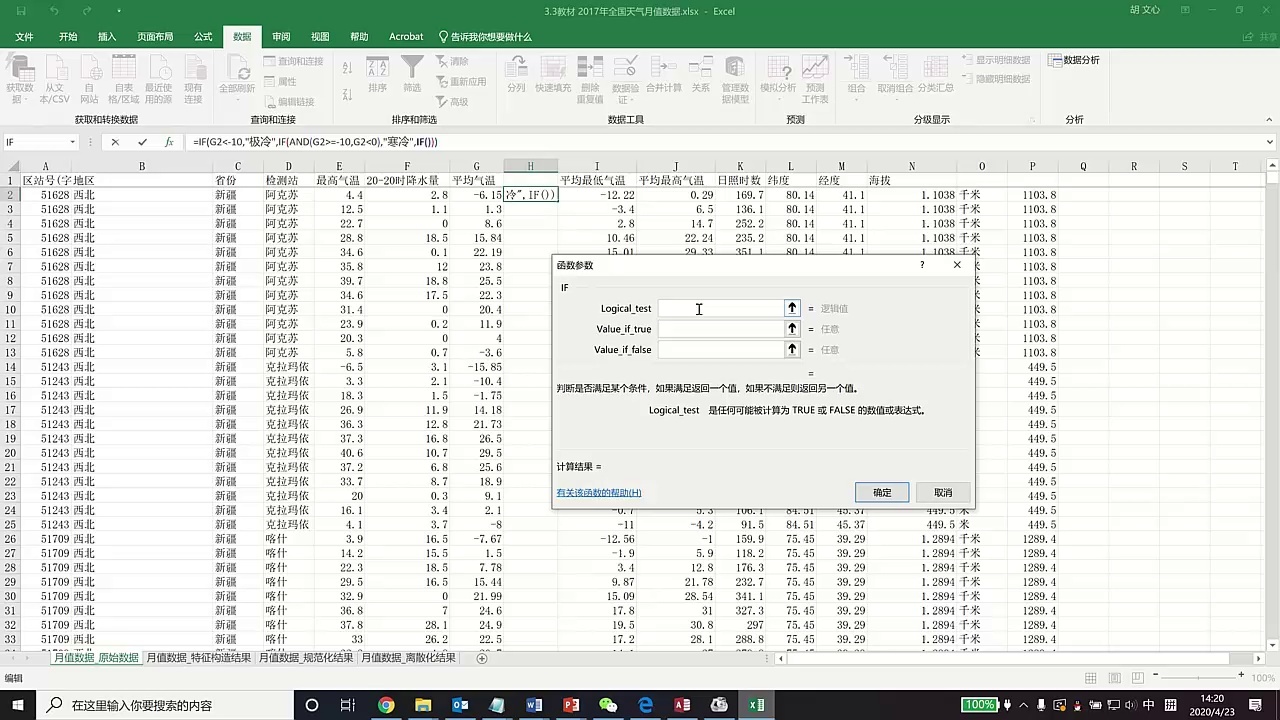 3.3教材 2017年全国天气月值数据.xlsx - Excel
胡 文心
文件 开始 插入 页面布局 公式 数据 审阅 视图 帮助 Acrobat 告诉我你想要做什么 共享
获取数据 从文本/CSV 自网站 自表格/区域 最近使用的源 现有连接
全部刷新 查询和连接 属性 编辑链接
排序 筛选 清除 重新应用 高级
分列 快速填充 删除重复值 数据验证 合并计算 关系 管理数据模型
模拟分析 预测工作表
组合 取消组合 分类汇总 显示明细数据 隐藏明细数据
数据分析
获取和转换数据 查询和连接 排序和筛选 数据工具 预测 分级显示 分析
IF fx =IF(G2<-10,"极冷",IF(AND(G2>=-10,G2<0),"寒冷",IF()))
A B C D E F G H I J K L M N O P Q R S T
1 区站号(字 地区 省份 检测站 最高气温 20-20时降水量 平均气温 平均最低气温 平均最高气温 日照时数 纬度 经度 海拔
2 51628 西北 新疆 阿克苏 4.4 2.8 -6.15 冷",IF()) -12.22 0.29 169.7 80.14 41.1 1.1038 千米 1103.8
3 51628 西北 新疆 阿克苏 12.5 1.1 1.3 -3.4 6.5 136.1 80.14 41.1 1.1038 千米 1103.8
4 51628 西北 新疆 阿克苏 22.7 0 8.6 2.8 14.7 252.2 80.14 41.1 1.1038 千米 1103.8
5 51628 西北 新疆 阿克苏 28.8 18.5 15.84 10.46 22.24 235.2 80.14 41.1 1.1038 千米 1103.8
6 51628 西北 新疆 阿克苏 34.6 0.1 22.19 15.01 29.33 351.1 80.14 41.1 1.1038 千米 1103.8
7 51628 西北 新疆 阿克苏 35.8 12 23.8 1103.8
8 51628 西北 新疆 阿克苏 39.7 18.8 25.5 1103.8
9 51628 西北 新疆 阿克苏 34.6 17.5 22.3 1103.8
10 51628 西北 新疆 阿克苏 31.4 0 20.4 1103.8
11 51628 西北 新疆 阿克苏 23.9 0.2 11.9 1103.8
12 51628 西北 新疆 阿克苏 20.3 0 4 1103.8
13 51628 西北 新疆 阿克苏 5.8 0.7 -3.6 1103.8
14 51243 西北 新疆 克拉玛依 -6.5 3.1 -15.85 449.5
15 51243 西北 新疆 克拉玛依 3.3 2.1 -10.4 449.5
16 51243 西北 新疆 克拉玛依 18.3 1.5 -1.75 449.5
17 51243 西北 新疆 克拉玛依 26.9 11.9 14.18 449.5
18 51243 西北 新疆 克拉玛依 36.3 12.8 21.73 449.5
19 51243 西北 新疆 克拉玛依 37.3 16.8 26.5 449.5
20 51243 西北 新疆 克拉玛依 40.6 10.7 29.5 449.5
21 51243 西北 新疆 克拉玛依 37.2 6.8 25.6 449.5
22 51243 西北 新疆 克拉玛依 33.7 8.7 18.9 449.5
23 51243 西北 新疆 克拉玛依 20 0.3 9.1 449.5
24 51243 西北 新疆 克拉玛依 16.1 3.4 2.1 -0.7 5.3 106.1 84.51 45.37 449.5 米 449.5
25 51243 西北 新疆 克拉玛依 4.1 3.7 -8 -11 -4.2 91.5 84.51 45.37 449.5 米 449.5
26 51709 西北 新疆 喀什 3.9 16.5 -7.67 -12.56 -1 159.9 75.45 39.29 1.2894 千米 1289.4
27 51709 西北 新疆 喀什 14.2 15.5 1.5 -1.9 5.9 118.2 75.45 39.29 1.2894 千米 1289.4
28 51709 西北 新疆 喀什 22.3 18.5 7.78 3.4 12.8 176.3 75.45 39.29 1.2894 千米 1289.4
29 51709 西北 新疆 喀什 29.5 16.5 15.44 9.87 21.78 232.7 75.45 39.29 1.2894 千米 1289.4
30 51709 西北 新疆 喀什 32.9 0 21.99 15.09 28.54 341.1 75.45 39.29 1.2894 千米 1289.4
31 51709 西北 新疆 喀什 36.8 7 24.6 17.8 31 327.3 75.45 39.29 1.2894 千米 1289.4
32 51709 西北 新疆 喀什 37.8 28.1 24.9 19.5 30.8 297 75.45 39.29 1.2894 千米 1289.4
33 51709 西北 新疆 喀什 33 26.2 22.5 17.2 28.1 288.8 75.45 39.29 1.2894 千米 1289.4
函数参数 ?
IF
Logical_test = 逻辑值
Value_if_true = 任意
Value_if_false = 任意
=
判断是否满足某个条件，如果满足返回一个值，如果不满足则返回另一个值。
Logical_test 是任何可能被计算为 TRUE 或 FALSE 的数值或表达式。
计算结果 =
有关该函数的帮助(H) 确定 取消
月值数据_原始数据 月值数据_特征构造结果 月值数据_规范化结果 月值数据_离散化结果
编辑 100%
在这里输入你要搜索的内容 100% 中 拼 14:20
2020/4/23